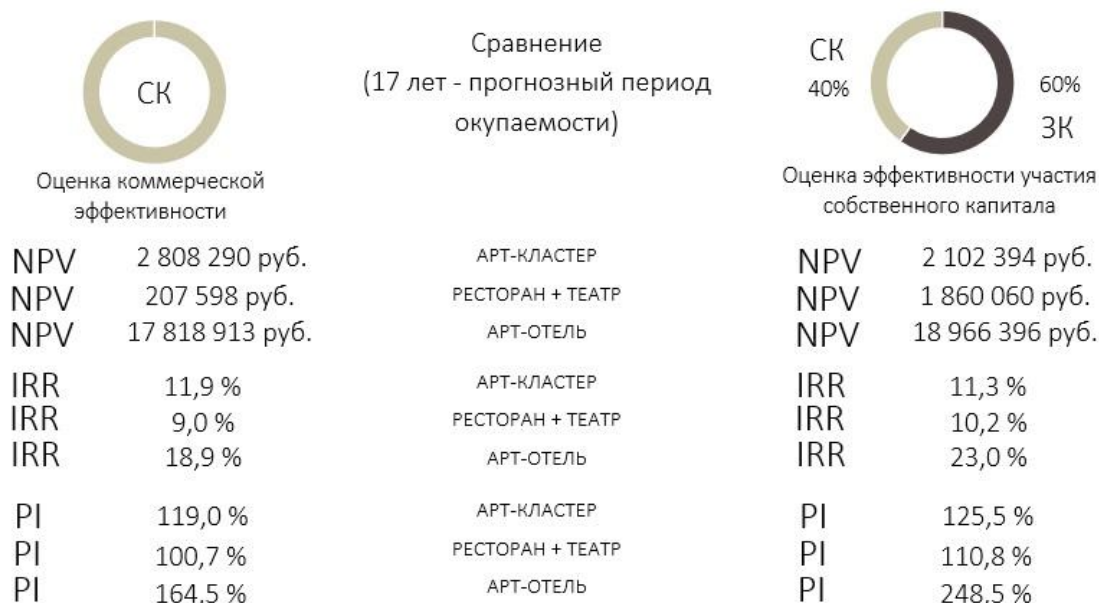 СК
Оценка коммерческой
эффективности
Сравнение
(17 лет - прогнозный период
окупаемости)
СК
40%
60%
ЗК
Оценка эффективности участия
собственного капитала
NPV 2 808 290 руб. АРТ-КЛАСТЕР NPV 2 102 394 руб.
NPV 207 598 руб. РЕСТОРАН + ТЕАТР NPV 1 860 060 руб.
NPV 17 818 913 руб. АРТ-ОТЕЛЬ NPV 18 966 396 руб.
IRR 11,9 % АРТ-КЛАСТЕР IRR 11,3 %
IRR 9,0 % РЕСТОРАН + ТЕАТР IRR 10,2 %
IRR 18,9 % АРТ-ОТЕЛЬ IRR 23,0 %
PI 119,0 % АРТ-КЛАСТЕР PI 125,5 %
PI 100,7 % РЕСТОРАН + ТЕАТР PI 110,8 %
PI 164,5 % АРТ-ОТЕЛЬ PI 248,5 %